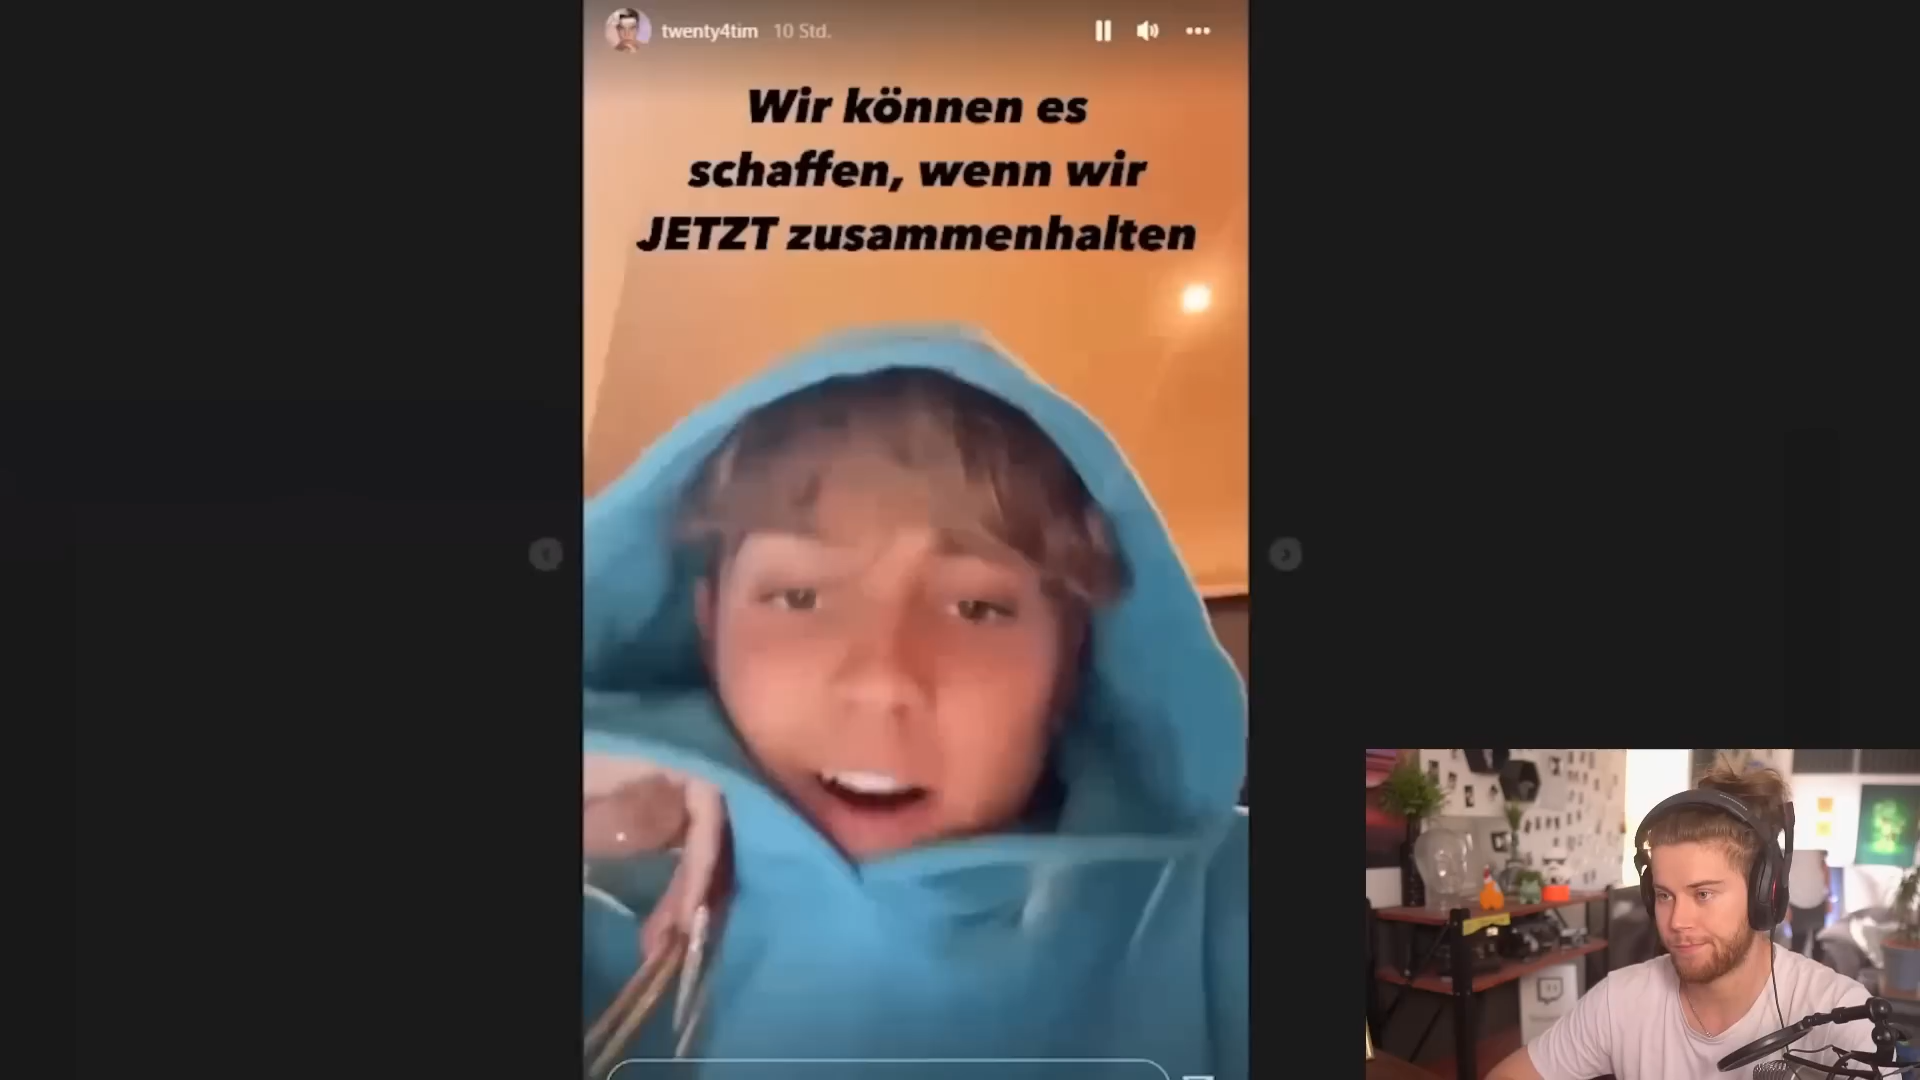 twenty4tim 10 Std.
Wir können es
schaffen, wenn wir
JETZT zusammenhalten